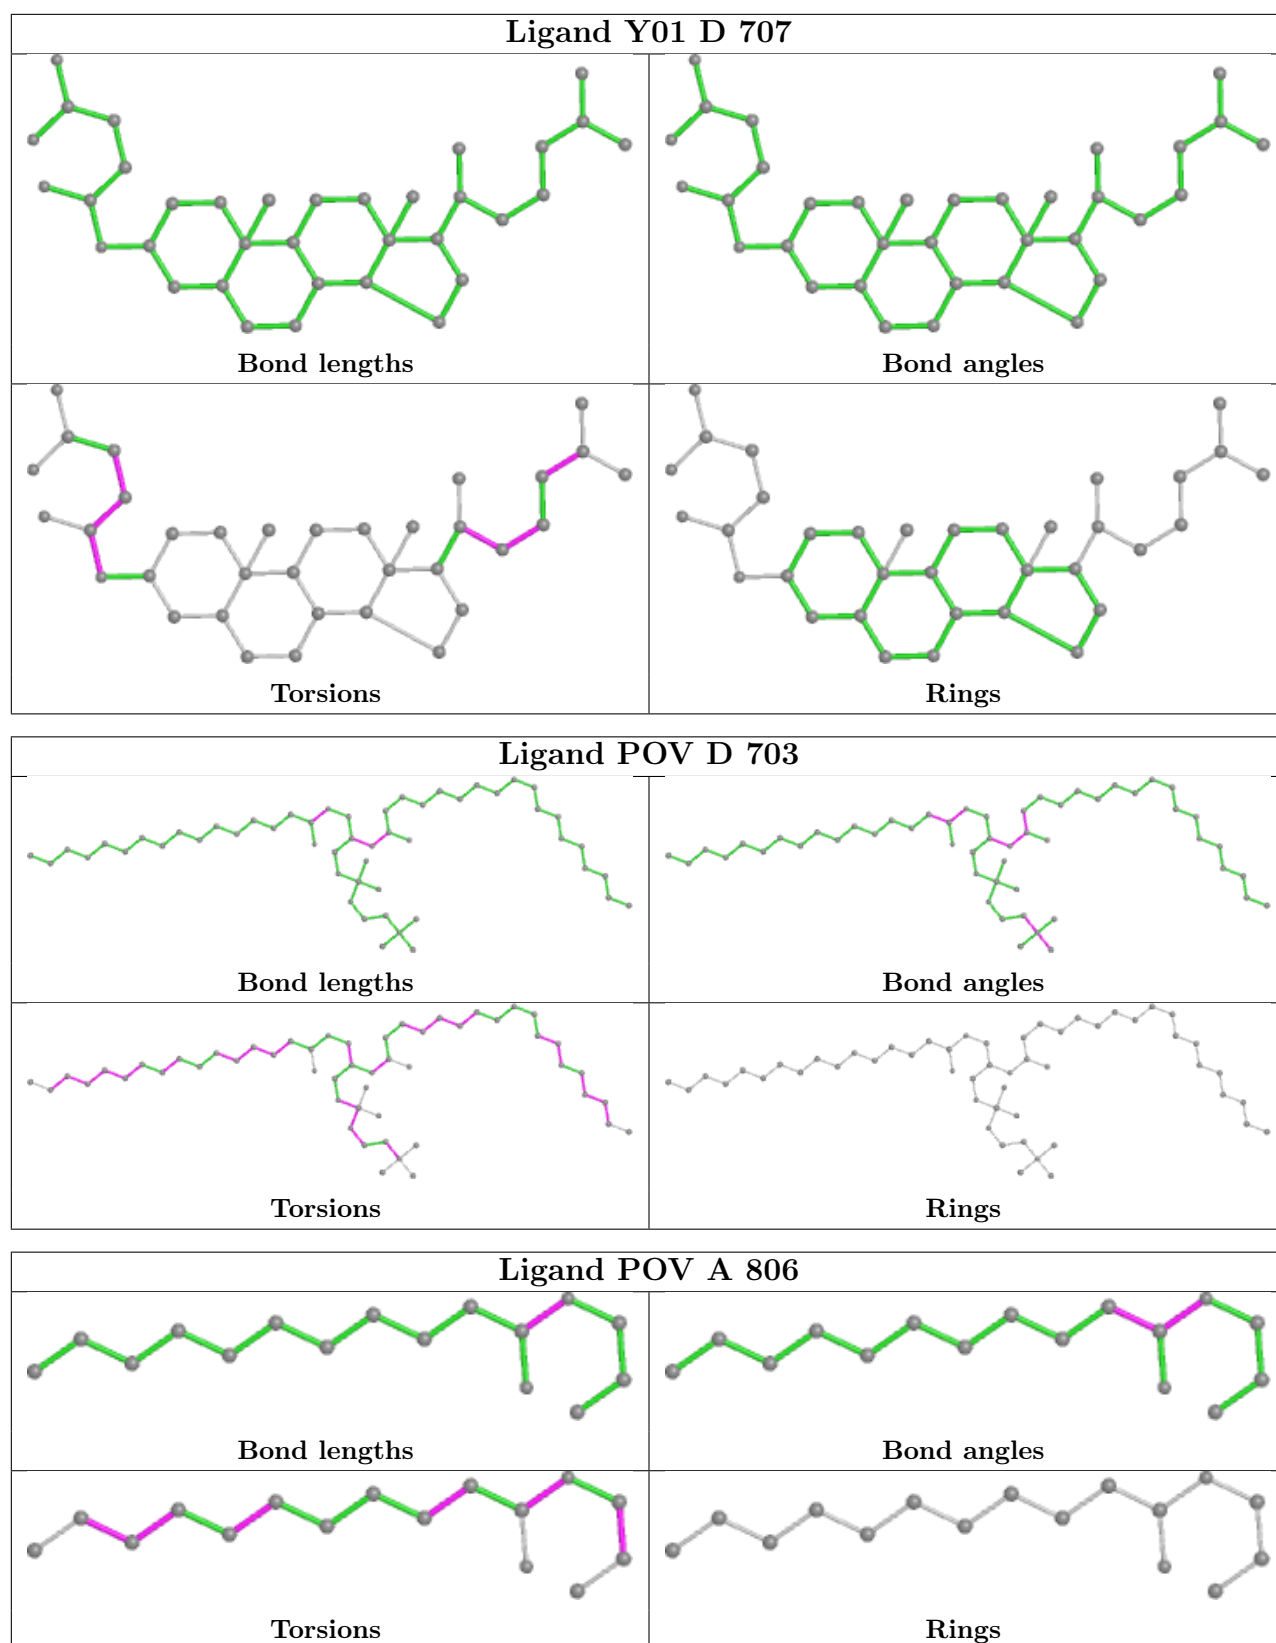 Ligand Y01 D 707
Bond lengths
Bond angles
Torsions
Rings
Ligand POV D 703
Bond lengths
Bond angles
Torsions
Rings
Ligand POV A 806
Bond lengths
Bond angles
Torsions
Rings